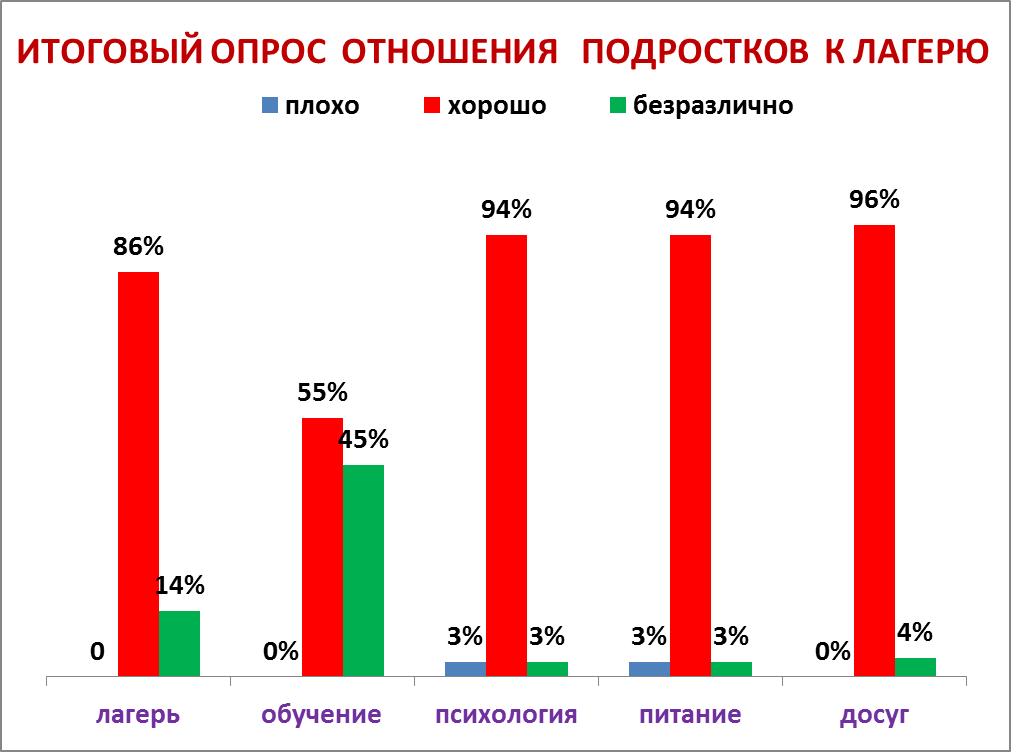 ИТОГОВЫЙ ОПРОС ОТНОШЕНИЯ ПОДРОСТКОВ К ЛАГЕРЮ
плохо хорошо безразлично
86% 55% 94% 94% 96%
0 14% 0% 45% 3% 3% 3% 3% 0% 4%
лагерь обучение психология питание досуг